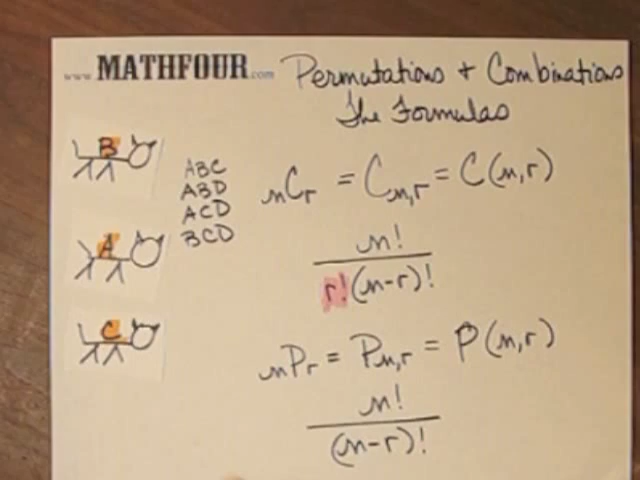 www.MATHFOUR.com Permutations + Combinations
The Formulas
B
A
C
ABC
ABD
ACD
BCD
nCr = Cn,r = C(n,r)
n!
r!(n-r)!
nPr = Pn,r = P(n,r)
n!
(n-r)!